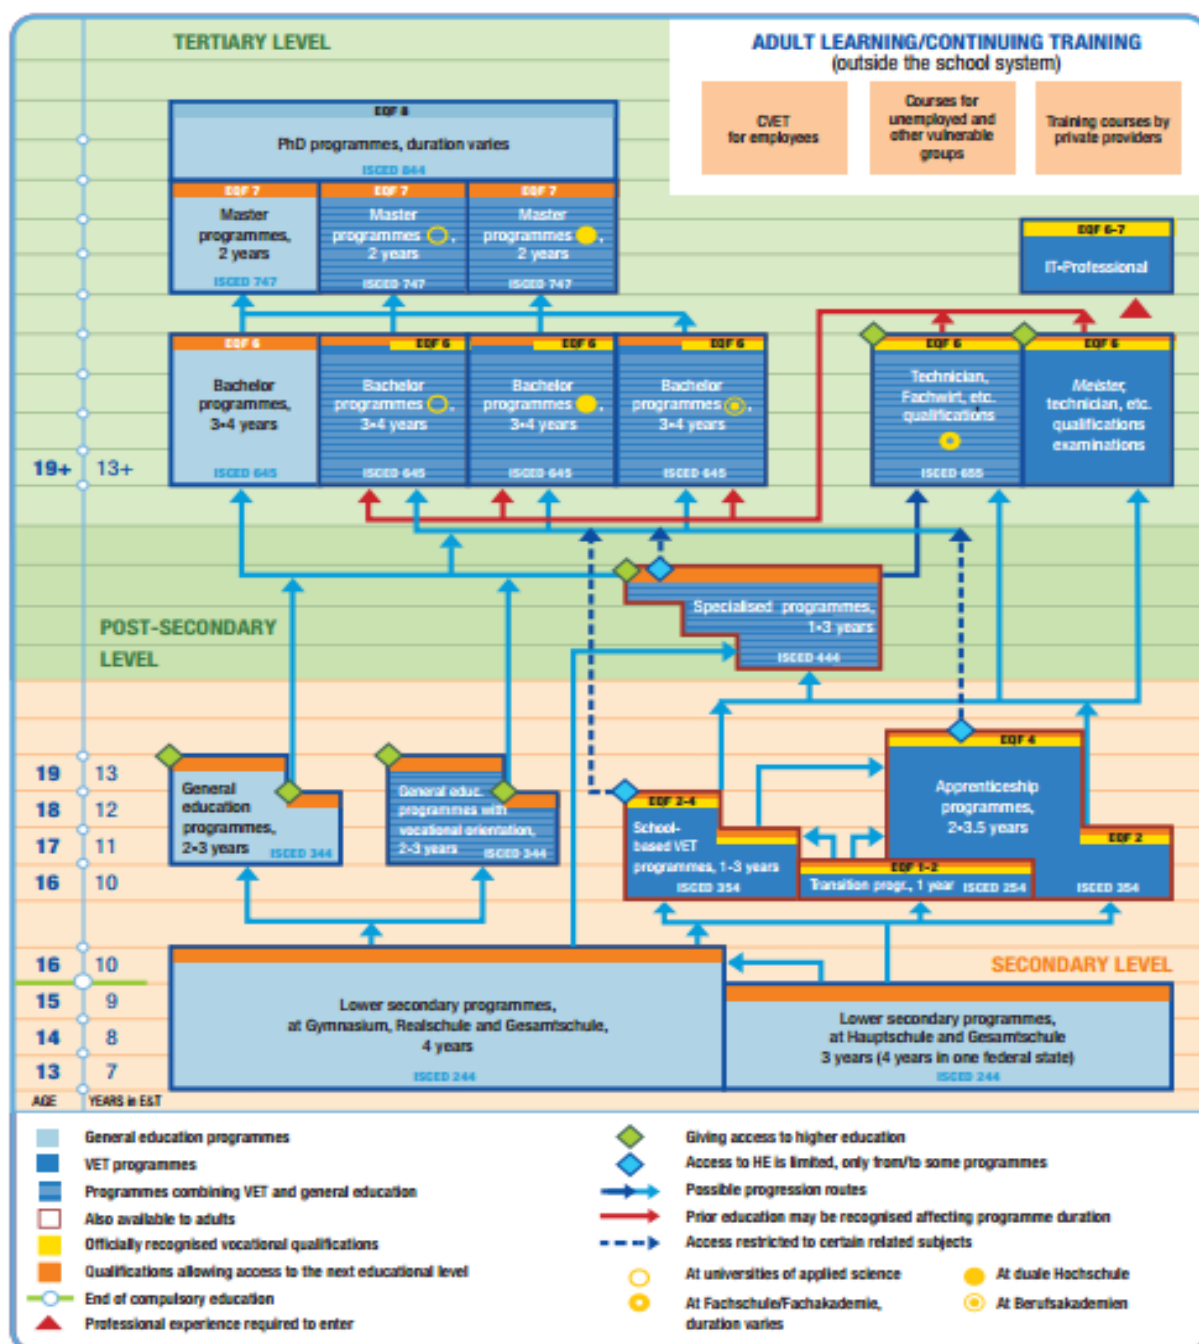 TERTIARY LEVEL
ADULT LEARNING/CONTINUING TRAINING
(outside the school system)
CVET
for employees
Courses for
unemployed and
other vulnerable
groups
Training courses by
private providers
EQF 8
PhD programmes, duration varies
ISCED 844
EQF 7
Master
programmes,
2 years
ISCED 747
EQF 7
Master
programmes ,
2 years
ISCED 747
EQF 7
Master
programmes ,
2 years
ISCED 747
EQF 6-7
IT-Professional
EQF 6
Bachelor
programmes,
3-4 years
ISCED 645
EQF 6
Bachelor
programmes ,
3-4 years
ISCED 645
EQF 6
Bachelor
programmes ,
3-4 years
ISCED 645
EQF 6
Bachelor
programmes ,
3-4 years
ISCED 645
EQF 6
Technician,
Fachwirt, etc.
qualifications
ISCED 655
EQF 6
Meister,
technician, etc.
qualifications
examinations
19+ 13+
POST-SECONDARY
LEVEL
Specialised programmes,
1-3 years
ISCED 444
19 13
18 12
17 11
16 10
General
education
programmes,
2-3 years
ISCED 344
General educ.
programmes with
vocational orientation,
2-3 years
ISCED 344
EQF 2-4
School-
based VET
programmes, 1-3 years
ISCED 354
EQF 4
Apprenticeship
programmes,
2-3.5 years
EQF 2
ISCED 354
EQF 1-2
Transition progr., 1 year ISCED 254
SECONDARY LEVEL
16 10
15 9
14 8
13 7
AGE YEARS in E&T
Lower secondary programmes,
at Gymnasium, Realschule and Gesamtschule,
4 years
ISCED 244
Lower secondary programmes,
at Hauptschule and Gesamtschule
3 years (4 years in one federal state)
ISCED 244
General education programmes
VET programmes
Programmes combining VET and general education
Also available to adults
Officially recognised vocational qualifications
Qualifications allowing access to the next educational level
End of compulsory education
Professional experience required to enter
Giving access to higher education
Access to HE is limited, only from/to some programmes
Possible progression routes
Prior education may be recognised affecting programme duration
Access restricted to certain related subjects
At universities of applied science
At duale Hochschule
At Fachschule/Fachakademie,
duration varies
At Berufsakademien